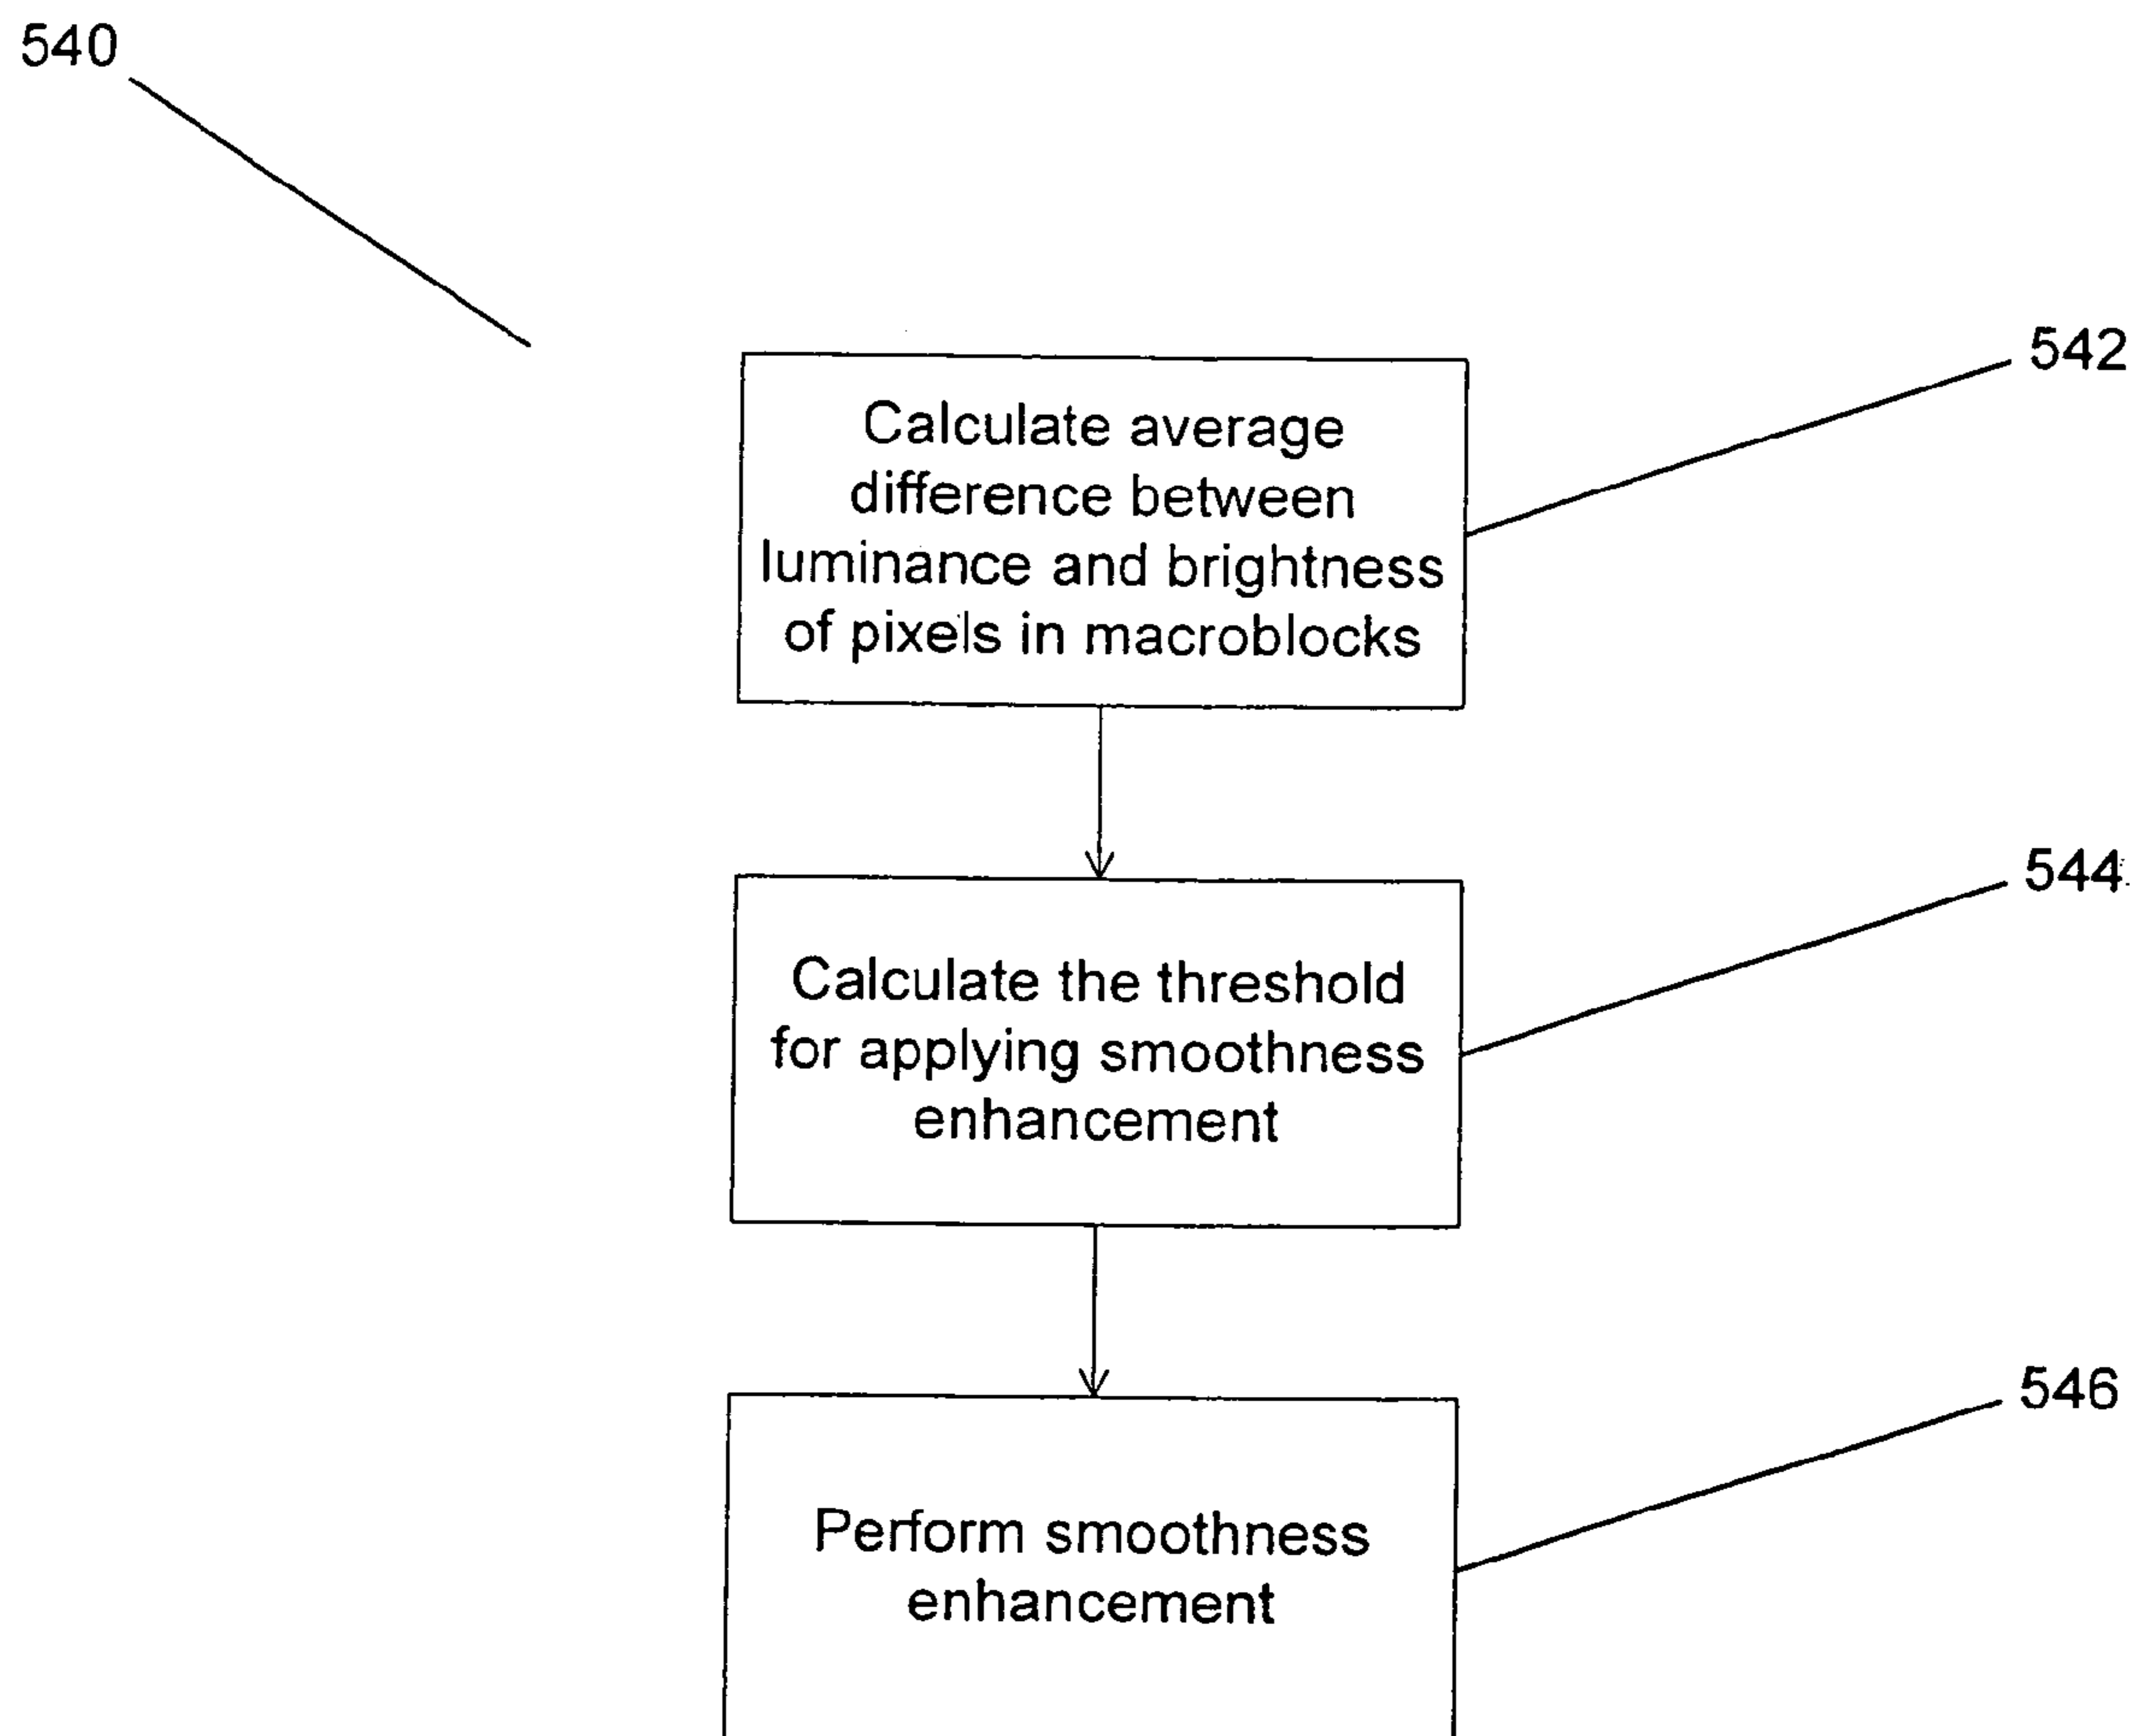 540
542
Calculate average
difference between
luminance and brightness
of pixels in macroblocks
544
Calculate the threshold
for applying smoothness
enhancement
546
Perform smoothness
enhancement